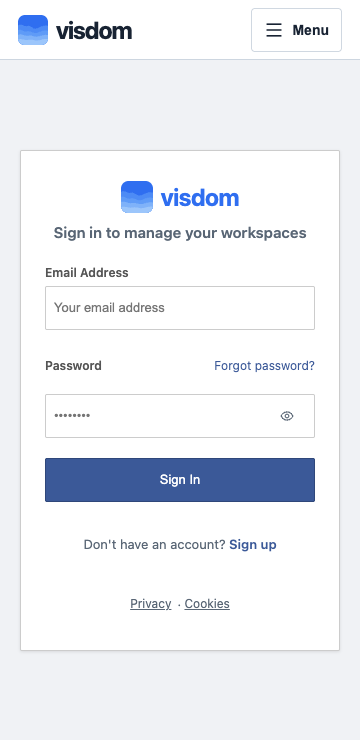 visdom
Menu
visdom
Sign in to manage your workspaces
Email Address
Your email address
Password
Forgot password?
••••••••
Sign In
Don't have an account? Sign up
Privacy · Cookies